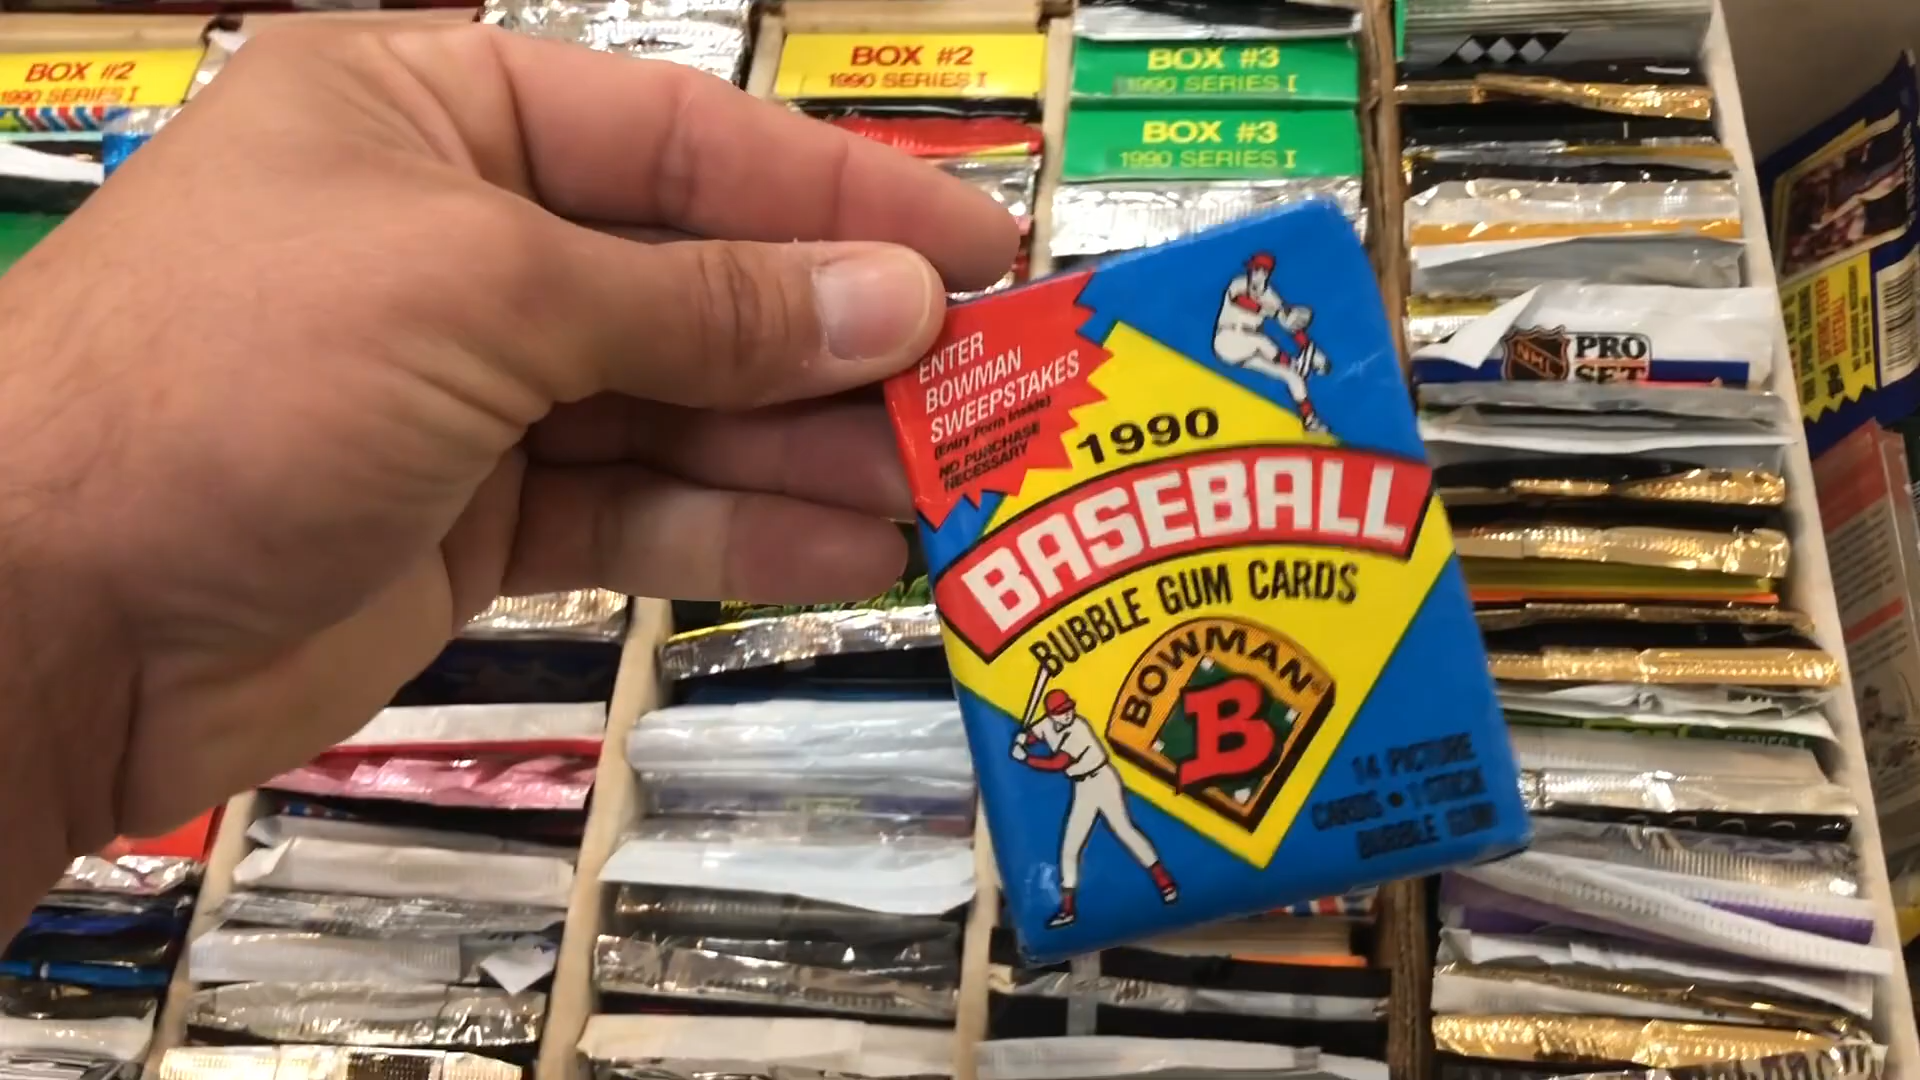 BOX #2
1990 SERIES I
BOX #2
1990 SERIES I
BOX #3
1990 SERIES I
BOX #3
1990 SERIES I
NHL
PRO
SET
ENTER
BOWMAN
SWEEPSTAKES
(Entry Form Inside)
NO PURCHASE
NECESSARY
1990
BASEBALL
BUBBLE GUM CARDS
BOWMAN
B
14 PICTURE
CARDS • 1 STICK
BUBBLE GUM